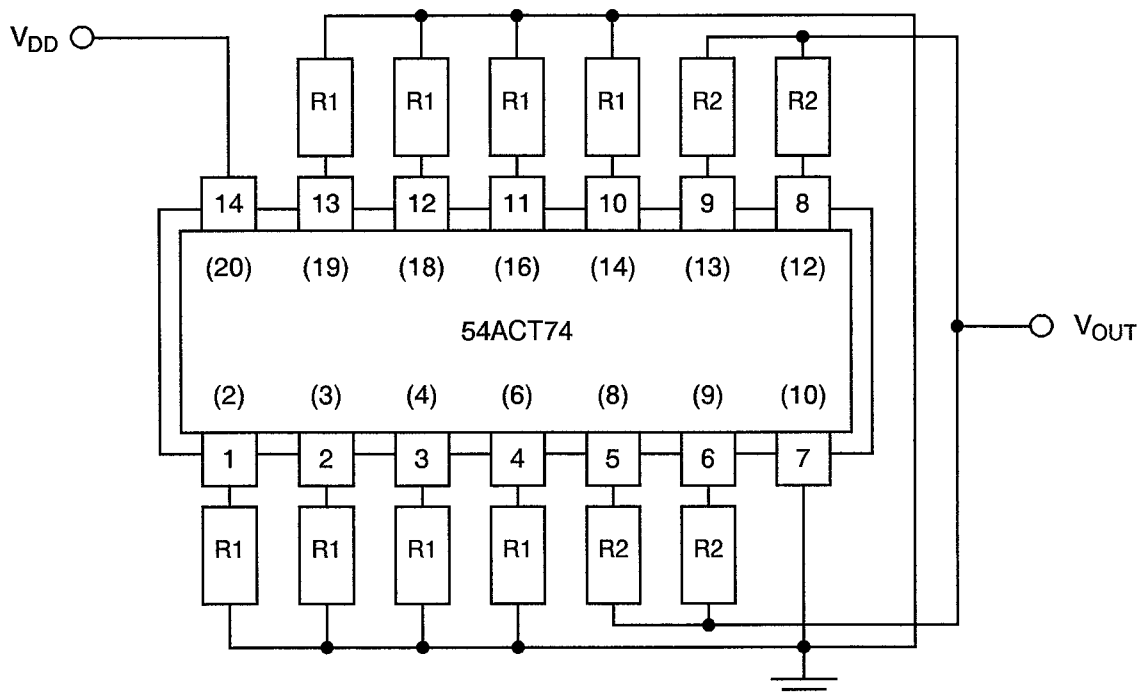 V_DD
R1 R1 R1 R1 R2 R2
14 13 12 11 10 9 8
(20) (19) (18) (16) (14) (13) (12)
54ACT74
V_OUT
(2) (3) (4) (6) (8) (9) (10)
1 2 3 4 5 6 7
R1 R1 R1 R1 R2 R2